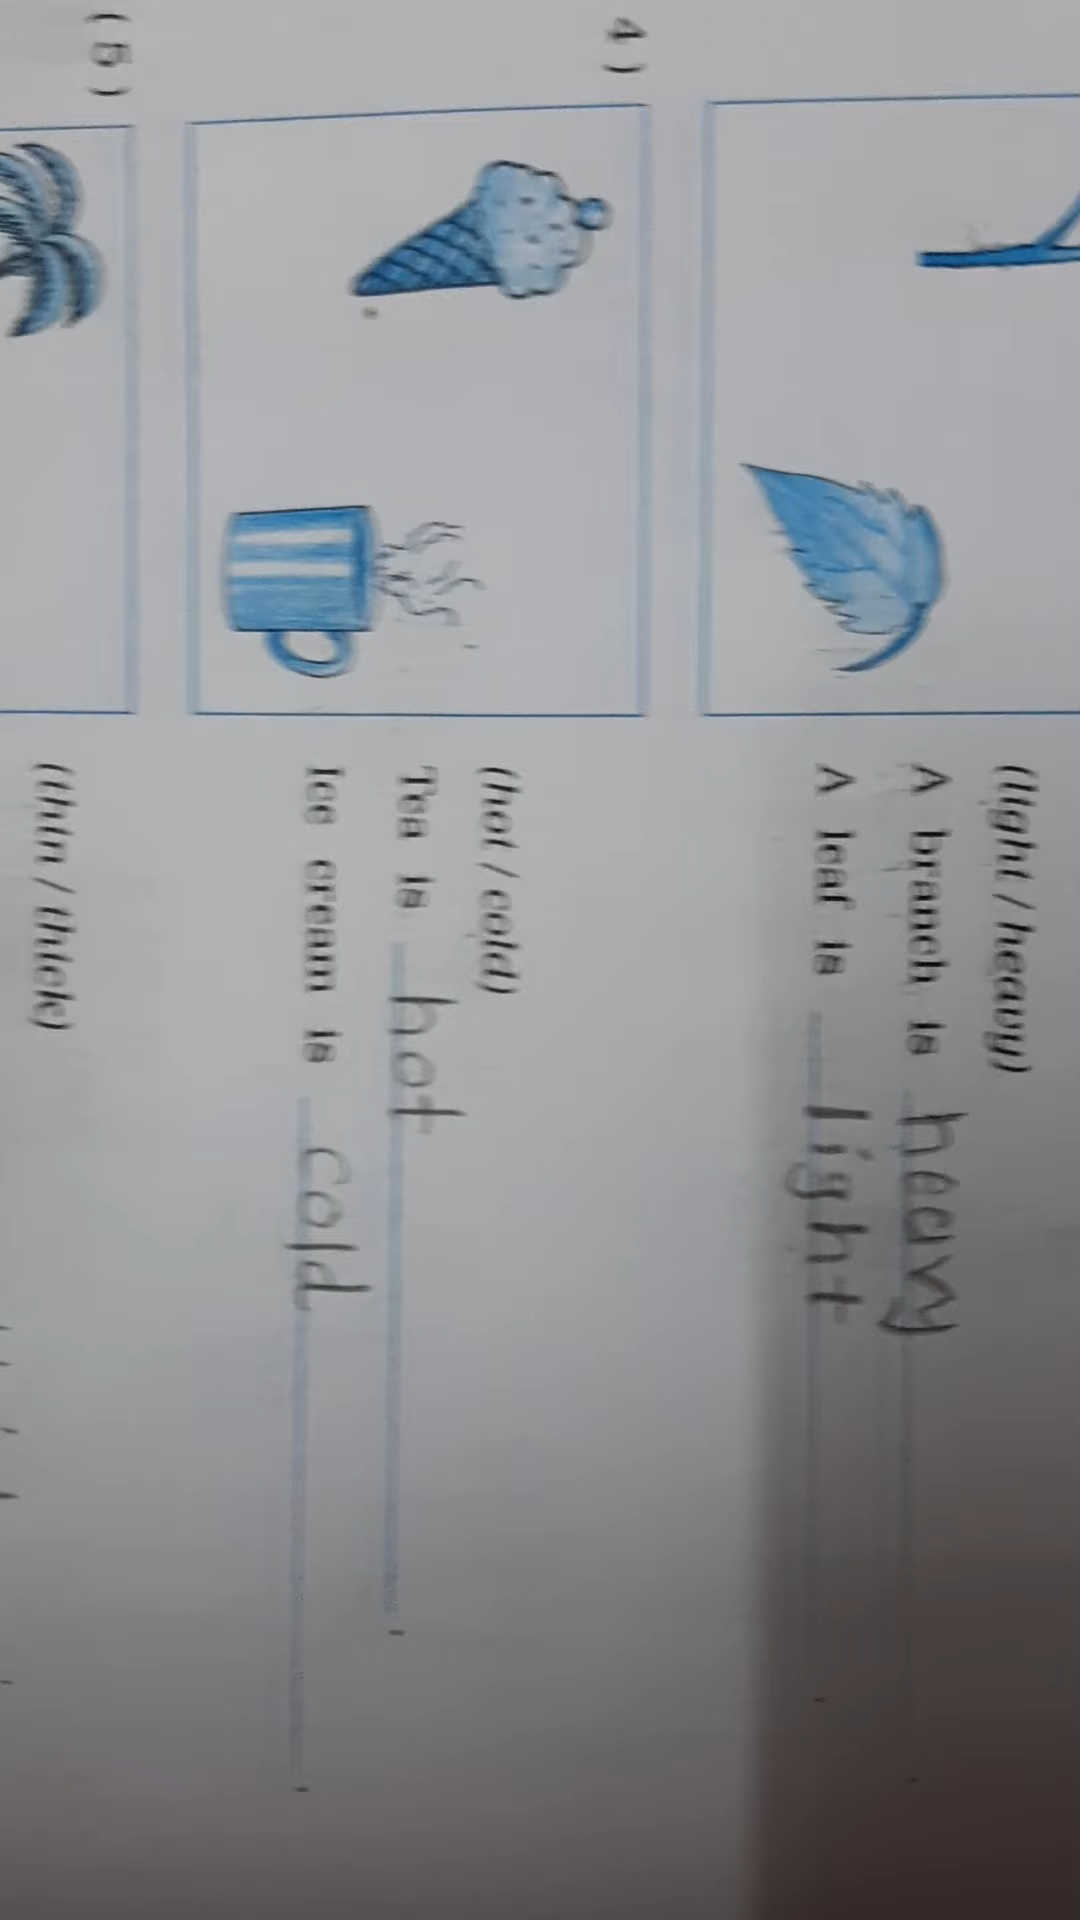 (light / heavy)
A branch is heavy
A leaf is light.
4)
(hot / cold)
Tea is hot.
Ice cream is cold.
(5)
(thin / thick)